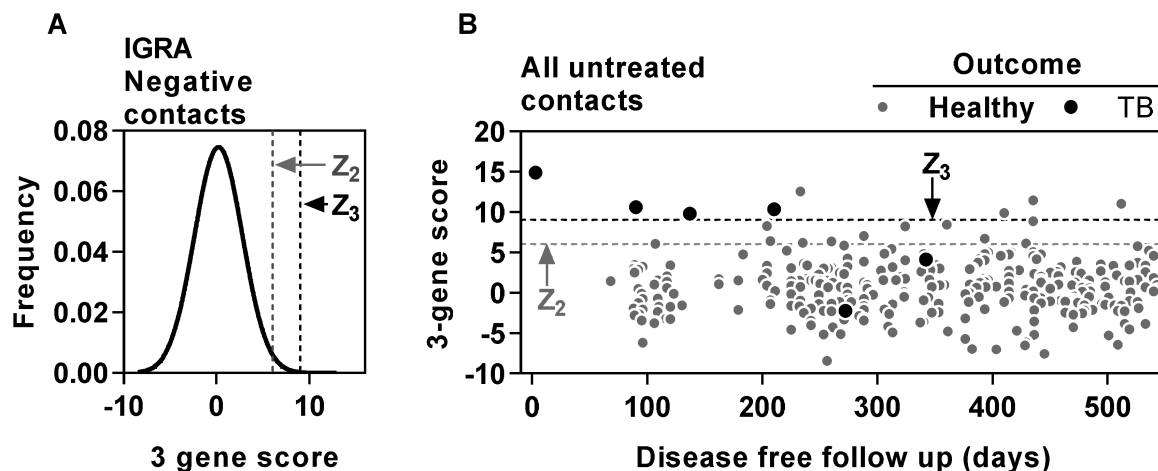 A
IGRA
Negative
contacts
0.08
0.06
0.04
0.02
0.00
Frequency
Z2
Z3
-10
0
10
3 gene score
B
All untreated
contacts
Outcome
Healthy
TB
20
15
10
5
0
-5
-10
3-gene score
Z3
Z2
0
100
200
300
400
500
Disease free follow up (days)